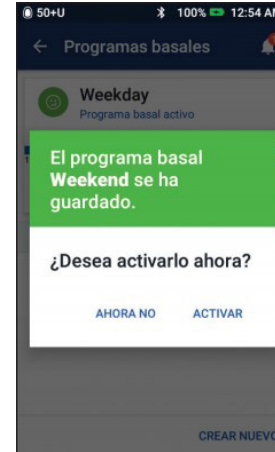 50+U 100% 12:54 AM
Programas basales
Weekday
Programa basal activo
El programa basal
Weekend se ha
guardado.
¿Desea activarlo ahora?
AHORA NO ACTIVAR
CREAR NUEVO